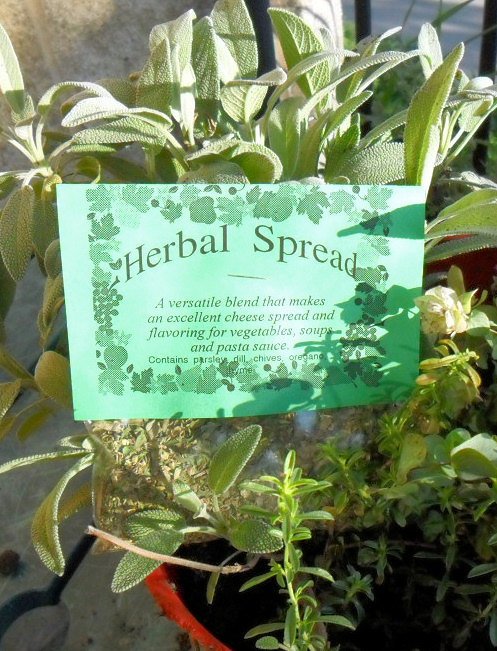 Herbal Spread
A versatile blend that makes
an excellent cheese spread and
flavoring for vegetables, soups
and pasta sauce.
Contains parsley, dill, chives, oregano,
thyme.